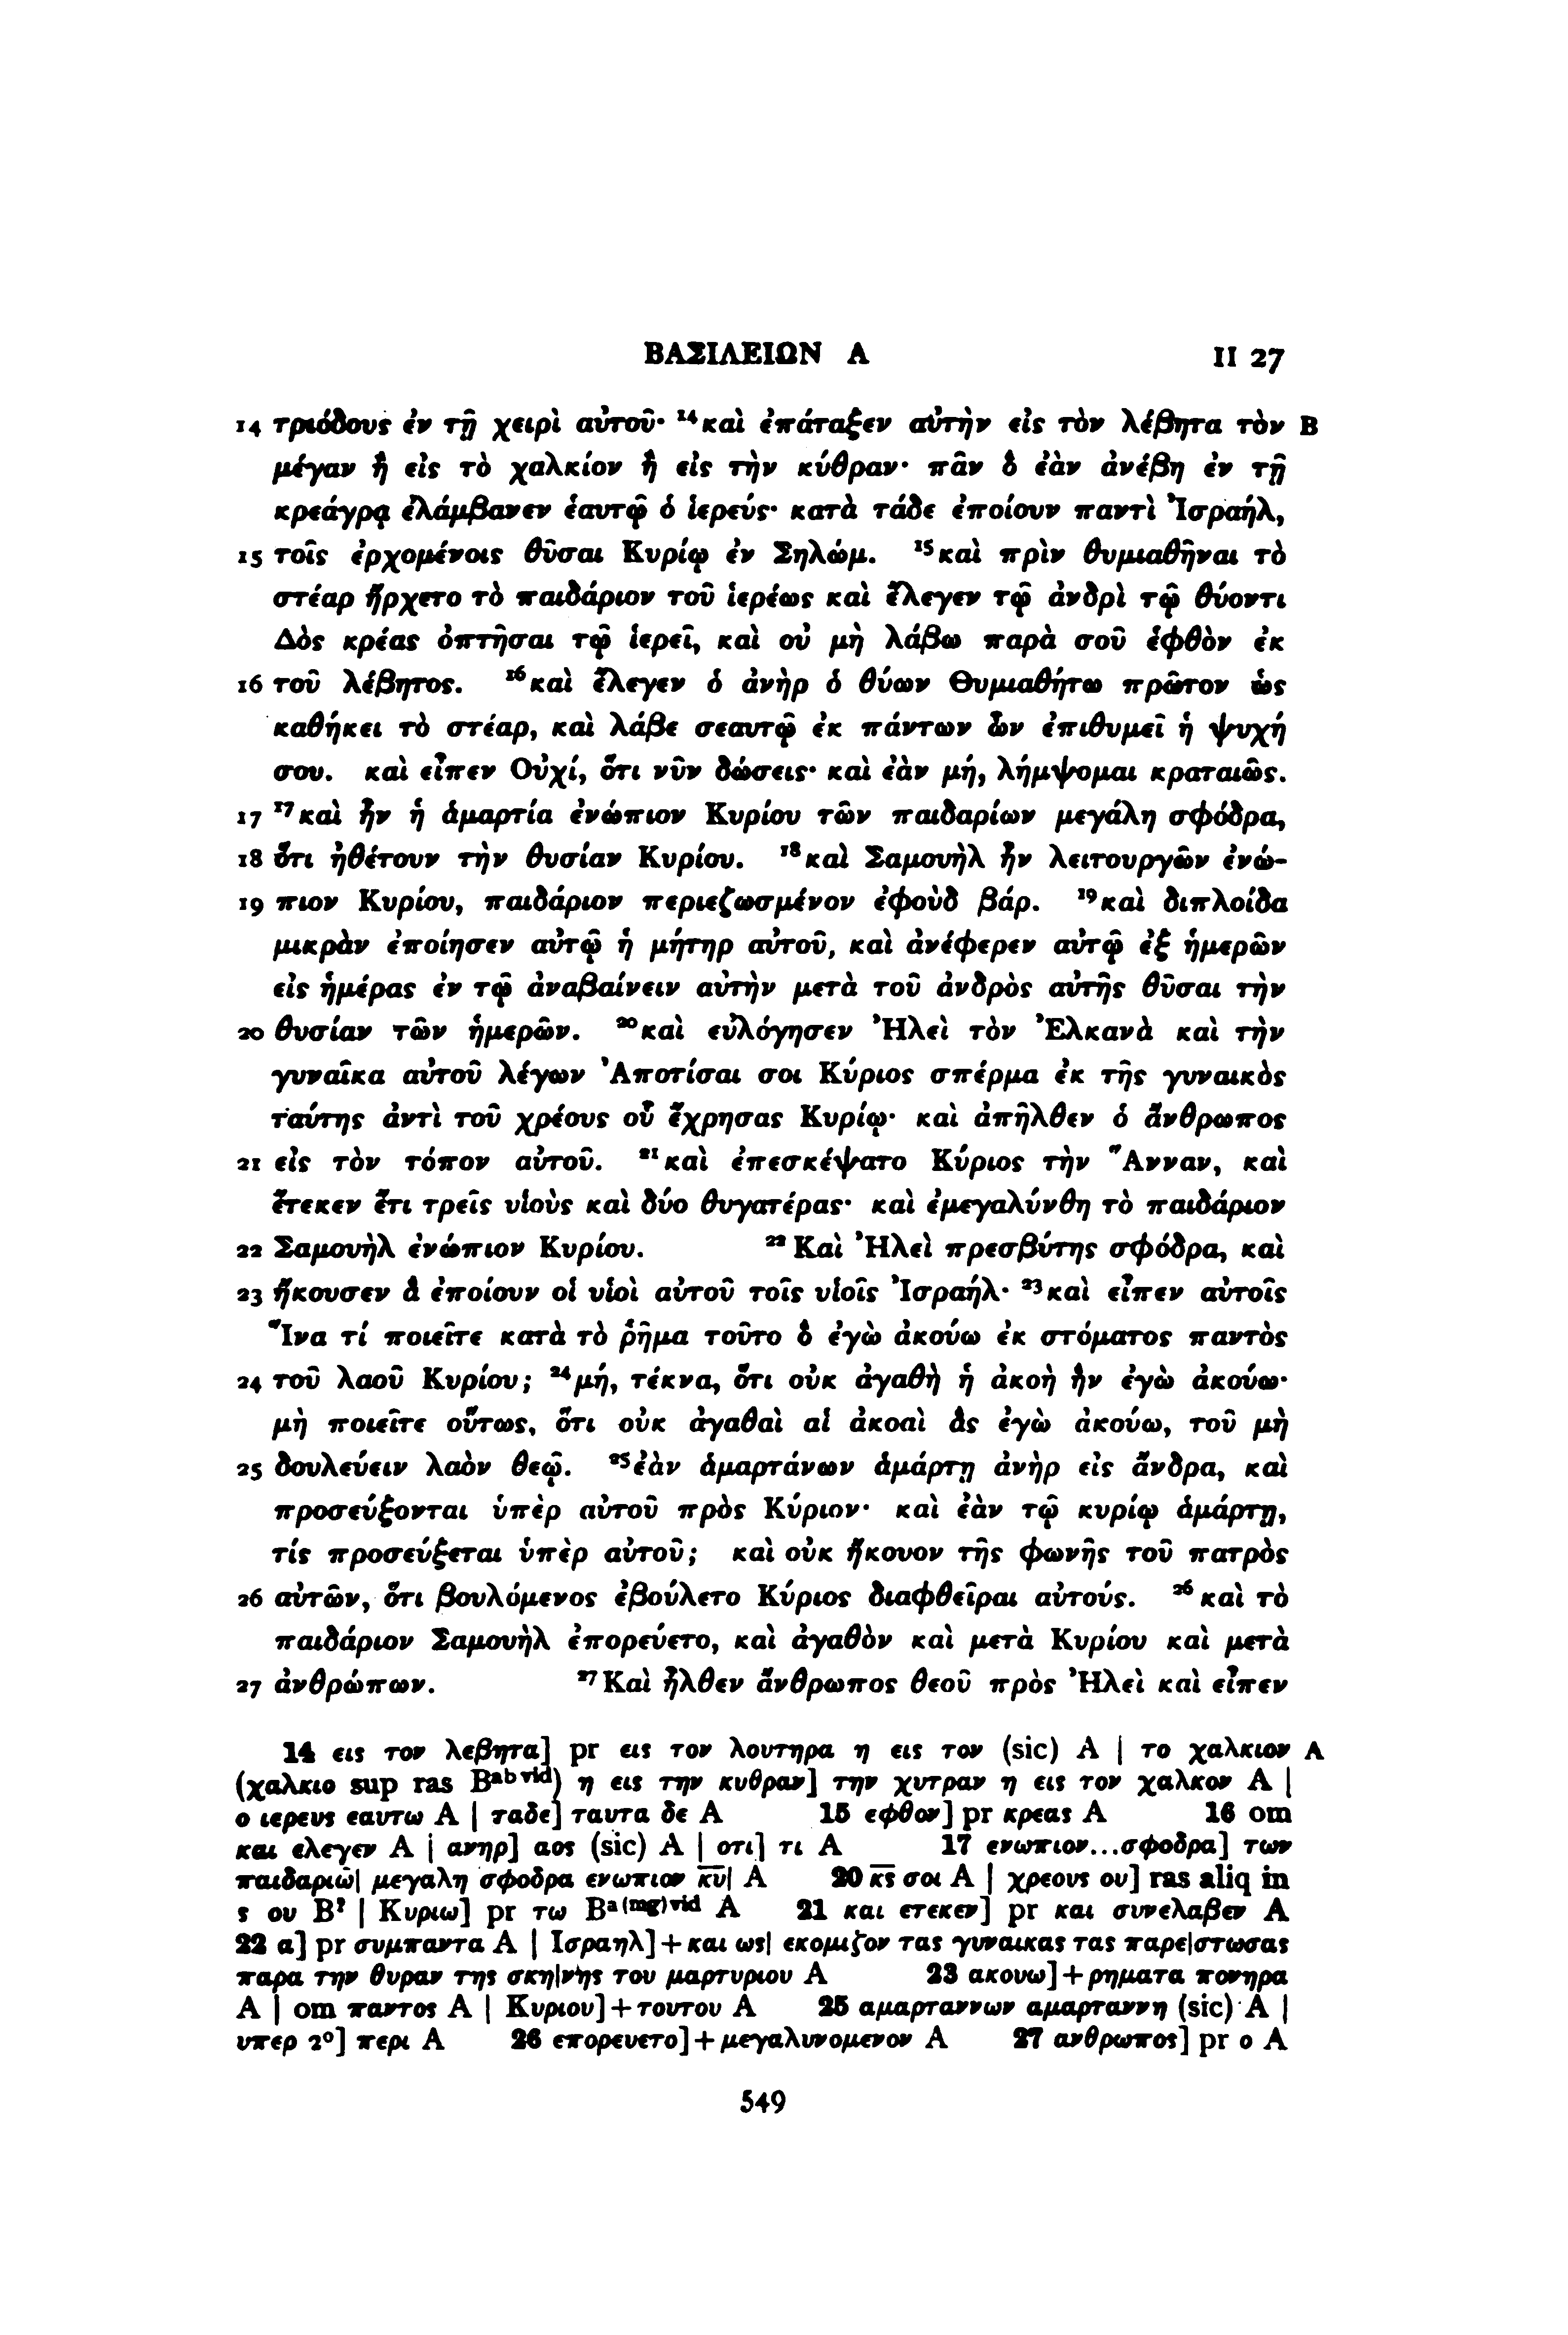 ΒΑΣΙΛΕΙΩΝ Α II 27
14 τριόδους ἐν τῇ χειρὶ αὐτοῦ· ¹⁴καὶ ἐπάταξεν αὐτὴν εἰς τὸν λέβητα τὸν B
μέγαν ἢ εἰς τὸ χαλκίον ἢ εἰς τὴν κύθραν· πᾶν ὃ ἐὰν ἀνέβη ἐν τῇ
κρεάγρᾳ ἐλάμβανεν ἑαυτῷ ὁ ἱερεύς· κατὰ τάδε ἐποίουν παντὶ Ἰσραήλ,
15 τοῖς ἐρχομένοις θῦσαι Κυρίῳ ἐν Σηλώμ. ¹⁵καὶ πρὶν θυμιαθῆναι τὸ
στέαρ ἤρχετο τὸ παιδάριον τοῦ ἱερέως καὶ ἔλεγεν τῷ ἀνδρὶ τῷ θύοντι
Δὸς κρέας ὀπτῆσαι τῷ ἱερεῖ, καὶ οὐ μὴ λάβω παρὰ σοῦ ἑφθὸν ἐκ
16 τοῦ λέβητος. ¹⁶καὶ ἔλεγεν ὁ ἀνὴρ ὁ θύων Θυμιαθήτω πρῶτον ὡς
καθήκει τὸ στέαρ, καὶ λάβε σεαυτῷ ἐκ πάντων ὧν ἐπιθυμεῖ ἡ ψυχή
σου. καὶ εἶπεν Οὐχί, ὅτι νῦν δώσεις· καὶ ἐὰν μή, λήμψομαι κραταιῶς.
17 ¹⁷καὶ ἦν ἡ ἁμαρτία ἐνώπιον Κυρίου τῶν παιδαρίων μεγάλη σφόδρα,
18 ὅτι ἠθέτουν τὴν θυσίαν Κυρίου. ¹⁸καὶ Σαμουὴλ ἦν λειτουργῶν ἐνώ-
19 πιον Κυρίου, παιδάριον περιεζωσμένον ἐφοὺδ βάρ. ¹⁹καὶ διπλοίδα
μικρὰν ἐποίησεν αὐτῷ ἡ μήτηρ αὐτοῦ, καὶ ἀνέφερεν αὐτῷ ἐξ ἡμερῶν
εἰς ἡμέρας ἐν τῷ ἀναβαίνειν αὐτὴν μετὰ τοῦ ἀνδρὸς αὐτῆς θῦσαι τὴν
20 θυσίαν τῶν ἡμερῶν. ²⁰καὶ εὐλόγησεν Ἠλεὶ τὸν Ἐλκανὰ καὶ τὴν
γυναῖκα αὐτοῦ λέγων Ἀποτίσαι σοι Κύριος σπέρμα ἐκ τῆς γυναικὸς
ταύτης ἀντὶ τοῦ χρέους οὗ ἔχρησας Κυρίῳ· καὶ ἀπῆλθεν ὁ ἄνθρωπος
21 εἰς τὸν τόπον αὐτοῦ. ²¹καὶ ἐπεσκέψατο Κύριος τὴν Ἅνναν, καὶ
ἔτεκεν ἔτι τρεῖς υἱοὺς καὶ δύο θυγατέρας· καὶ ἐμεγαλύνθη τὸ παιδάριον
22 Σαμουὴλ ἐνώπιον Κυρίου. ²²Καὶ Ἠλεὶ πρεσβύτης σφόδρα, καὶ
23 ἤκουσεν ἃ ἐποίουν οἱ υἱοὶ αὐτοῦ τοῖς υἱοῖς Ἰσραήλ· ²³καὶ εἶπεν αὐτοῖς
Ἵνα τί ποιεῖτε κατὰ τὸ ῥῆμα τοῦτο ὃ ἐγὼ ἀκούω ἐκ στόματος παντὸς
24 τοῦ λαοῦ Κυρίου; ²⁴μή, τέκνα, ὅτι οὐκ ἀγαθὴ ἡ ἀκοὴ ἣν ἐγὼ ἀκούω·
μὴ ποιεῖτε οὕτως, ὅτι οὐκ ἀγαθαὶ αἱ ἀκοαὶ ἃς ἐγὼ ἀκούω, τοῦ μὴ
25 δουλεύειν λαὸν θεῷ. ²⁵ἐὰν ἁμαρτάνων ἁμάρτῃ ἀνὴρ εἰς ἄνδρα, καὶ
προσεύξονται ὑπὲρ αὐτοῦ πρὸς Κύριον· καὶ ἐὰν τῷ κυρίῳ ἁμάρτῃ,
τίς προσεύξεται ὑπὲρ αὐτοῦ; καὶ οὐκ ἤκουον τῆς φωνῆς τοῦ πατρὸς
26 αὐτῶν, ὅτι βουλόμενος ἐβούλετο Κύριος διαφθεῖραι αὐτούς. ²⁶καὶ τὸ
παιδάριον Σαμουὴλ ἐπορεύετο, καὶ ἀγαθὸν καὶ μετὰ Κυρίου καὶ μετὰ
27 ἀνθρώπων. ²⁷Καὶ ἦλθεν ἄνθρωπος θεοῦ πρὸς Ἠλεὶ καὶ εἶπεν
14 εις τον λεβητα] pr εις τον λουτηρα η εις τον (sic) A | το χαλκιον A
(χαλκιο sup ras Bᵃᵇ ᵛⁱᵈ) η εις την κυθραν] την χυτραν η εις τον χαλκον A |
ο ιερευς εαυτω A | ταδε] ταυτα δε A 15 εφθον] pr κρεας A 16 om
και ελεγεν A | ανηρ] αος (sic) A | οτι] τι A 17 ενωπιον...σφοδρα] των
παιδαριω̄| μεγαλη σφοδρα ενωπιον κ̅υ̅| A 20 κ̅ς̅ σοι A | χρεους ου] ras aliq in
ς ου B? | Κυριω] pr τω Bᵃ⁽ᵐᵍ⁾ᵛⁱᵈ A 21 και ετεκεν] pr και συνελαβεν A
22 α] pr συμπαντα A | Ισραηλ]+και ως| εκομιζον τας γυναικας τας παρε|στωσας
παρα την θυραν της σκη|νης του μαρτυριου A 23 ακουω]+ρηματα πονηρα
A | om παντος A | Κυριου]+τουτου A 25 αμαρταννων αμαρταννη (sic) A |
υπερ 2°] περι A 26 επορευετο]+μεγαλυνομενον A 27 ανθρωπος] pr ο A
549